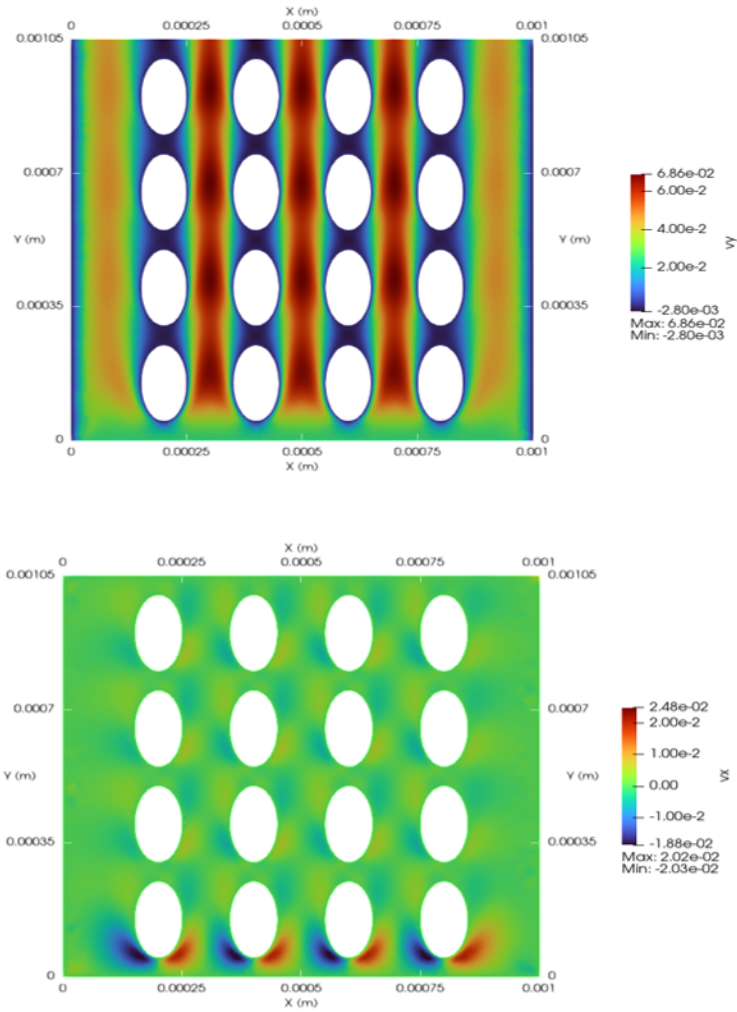 X (m)
0 0.00025 0.0005 0.00075 0.001
0.00105 0.00105
0.0007 0.0007
Y (m) Y (m)
0.00035 0.00035
0 0
0 0.00025 0.0005 0.00075 0.001
X (m)
6.86e-02
6.00e-2
4.00e-2
2.00e-2
-2.80e-03
vy
Max: 6.86e-02
Min: -2.80e-03
X (m)
0 0.00025 0.0005 0.00075 0.001
0.00105 0.00105
0.0007 0.0007
Y (m) Y (m)
0.00035 0.00035
0 0
0 0.00025 0.0005 0.00075 0.001
X (m)
2.48e-02
2.00e-2
1.00e-2
0.00
-1.00e-2
-1.88e-02
vx
Max: 2.02e-02
Min: -2.03e-02